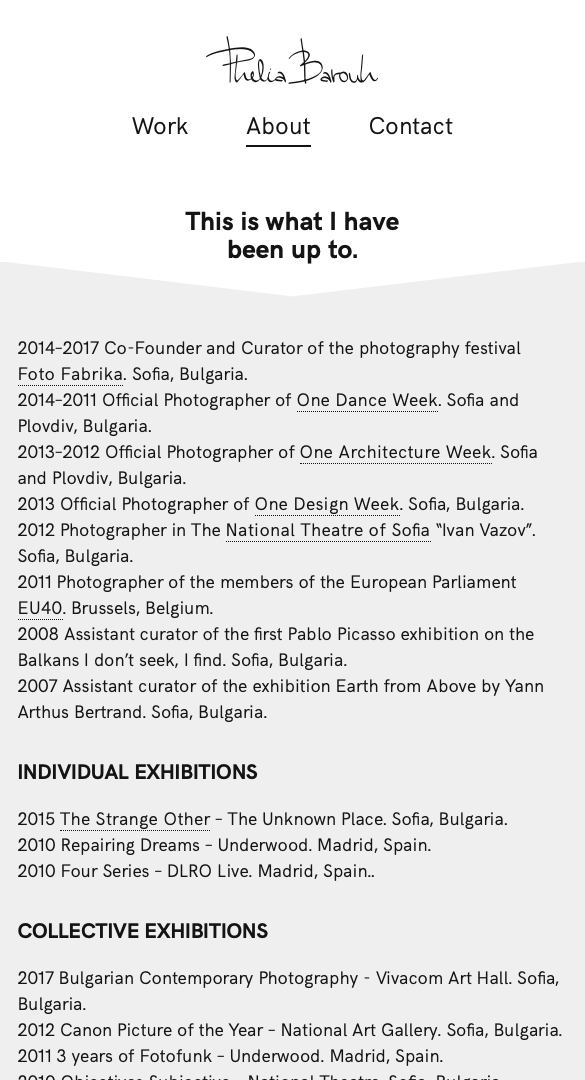 Phelia Barouh
Work About Contact
This is what I have
been up to.
2014–2017 Co-Founder and Curator of the photography festival
Foto Fabrika. Sofia, Bulgaria.
2014–2011 Official Photographer of One Dance Week. Sofia and
Plovdiv, Bulgaria.
2013–2012 Official Photographer of One Architecture Week. Sofia
and Plovdiv, Bulgaria.
2013 Official Photographer of One Design Week. Sofia, Bulgaria.
2012 Photographer in The National Theatre of Sofia “Ivan Vazov”.
Sofia, Bulgaria.
2011 Photographer of the members of the European Parliament
EU40. Brussels, Belgium.
2008 Assistant curator of the first Pablo Picasso exhibition on the
Balkans I don’t seek, I find. Sofia, Bulgaria.
2007 Assistant curator of the exhibition Earth from Above by Yann
Arthus Bertrand. Sofia, Bulgaria.
INDIVIDUAL EXHIBITIONS
2015 The Strange Other – The Unknown Place. Sofia, Bulgaria.
2010 Repairing Dreams – Underwood. Madrid, Spain.
2010 Four Series – DLRO Live. Madrid, Spain..
COLLECTIVE EXHIBITIONS
2017 Bulgarian Contemporary Photography - Vivacom Art Hall. Sofia,
Bulgaria.
2012 Canon Picture of the Year – National Art Gallery. Sofia, Bulgaria.
2011 3 years of Fotofunk – Underwood. Madrid, Spain.
2010 Objectives Subjective – National Theatre. Sofia, Bulgaria.